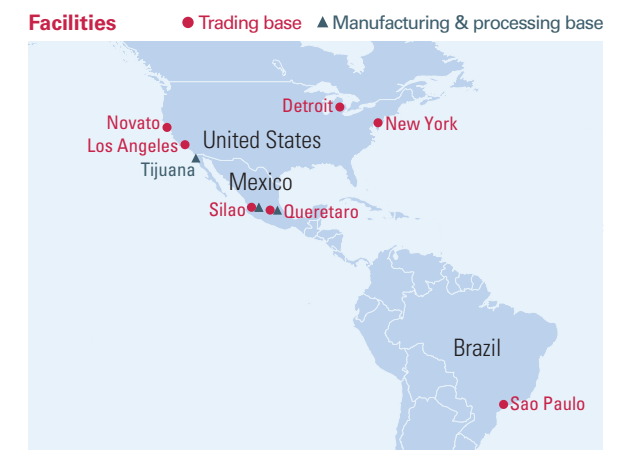 Facilities
Trading base
Manufacturing & processing base
Detroit
Novato
New York
Los Angeles
United States
Tijuana
Mexico
Silao
Queretaro
Brazil
Sao Paulo